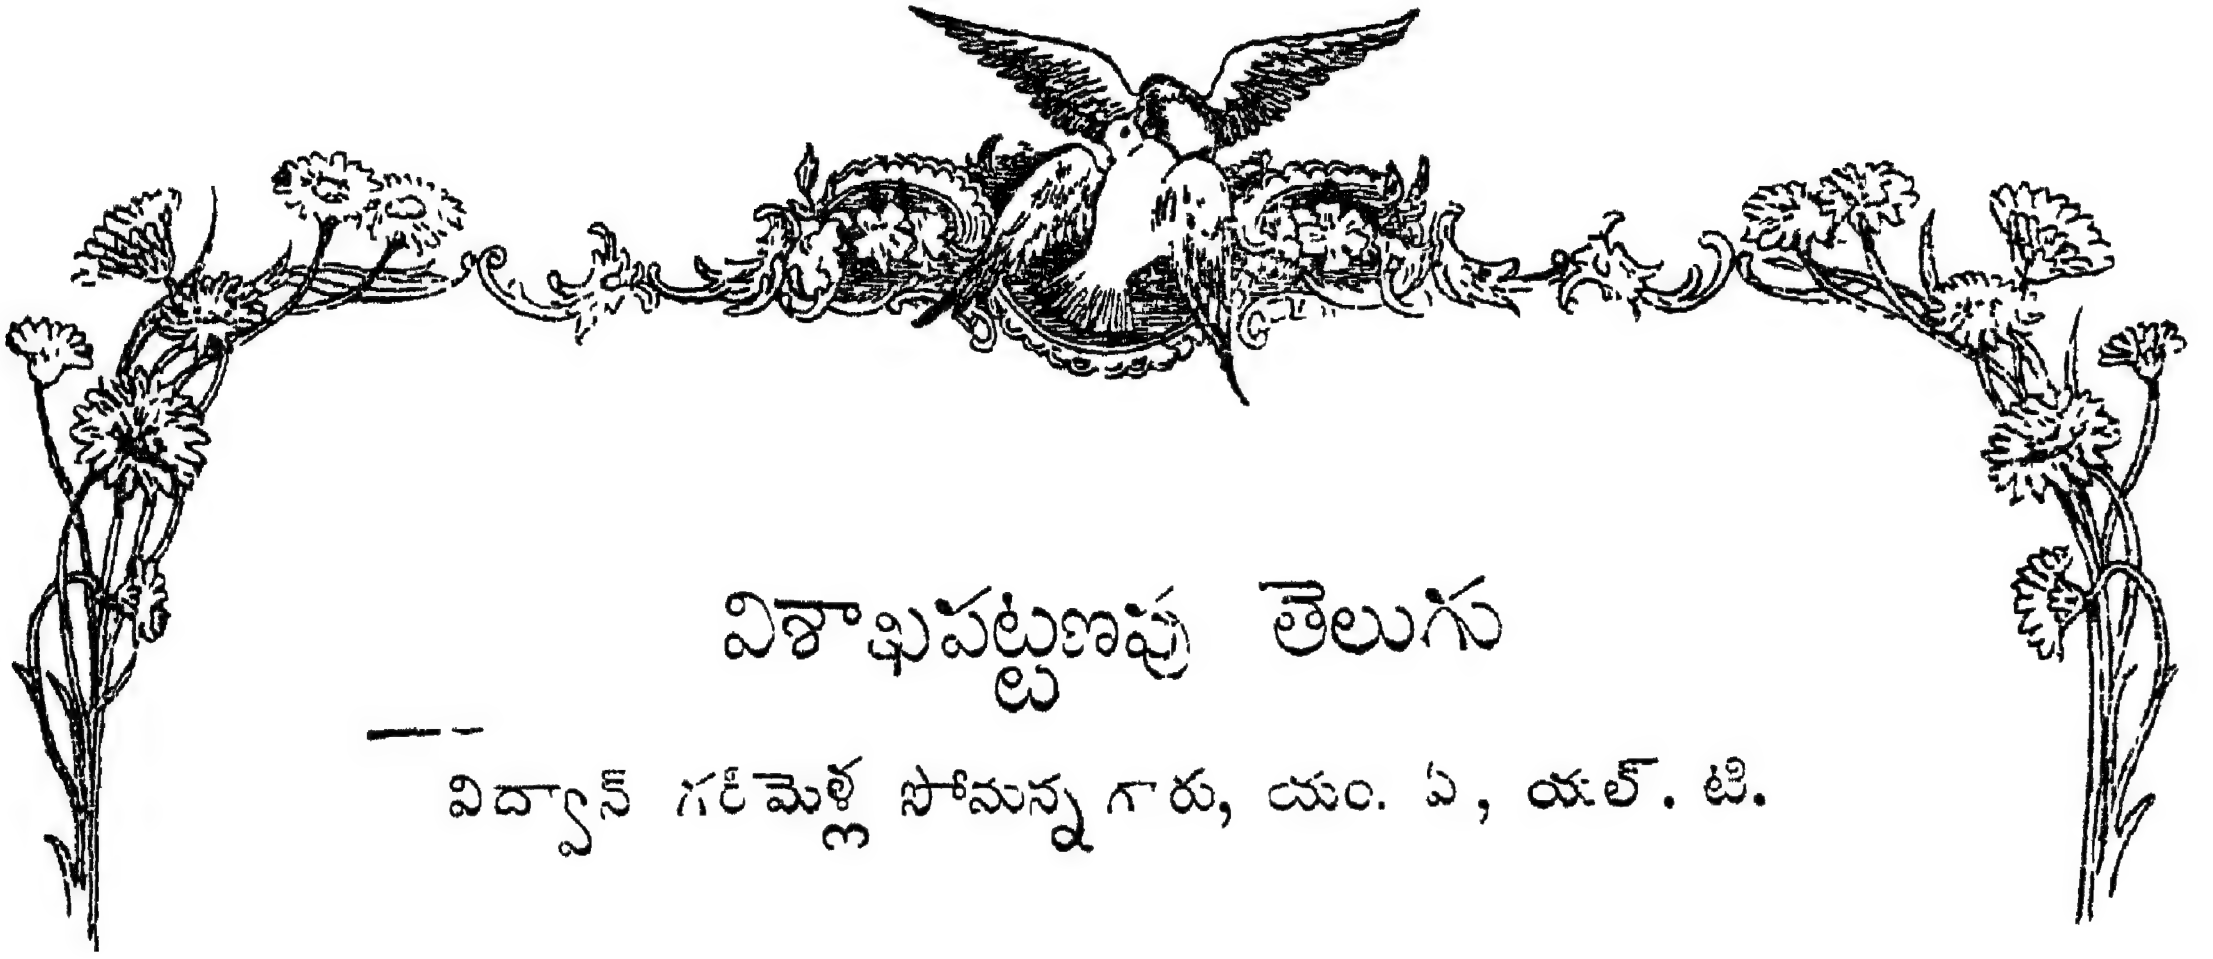 విశాఖపట్టణపు తెలుగు
విద్వాన్ గరిమెళ్ల సోమన్న గారు, యం. ఏ, యల్. టి.